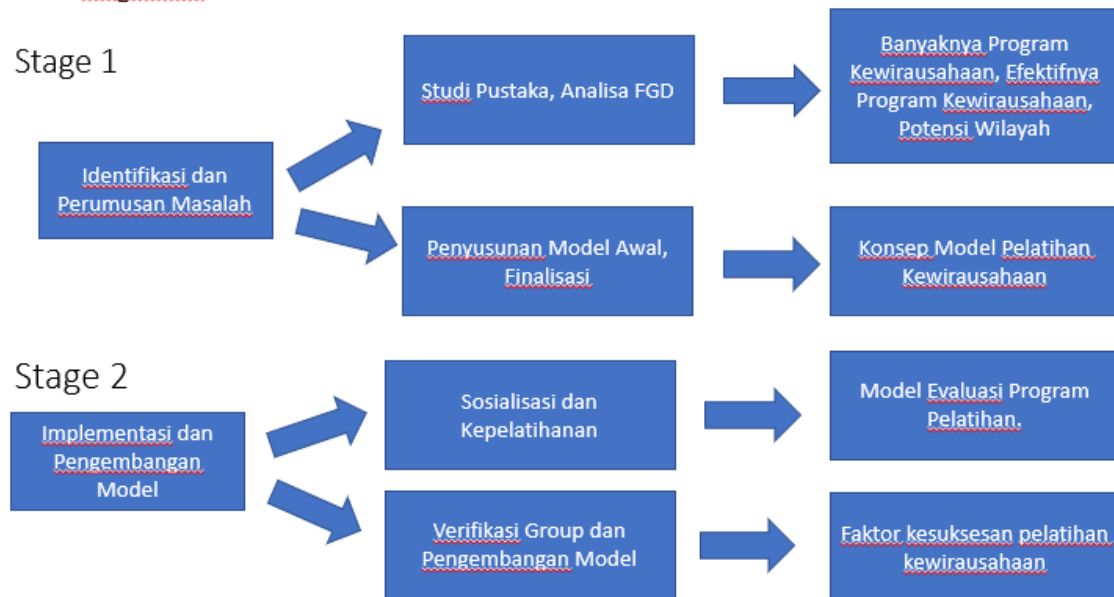 Stage 1
Identifikasi dan
Perumusan Masalah
Studi Pustaka, Analisa FGD
Banyaknya Program
Kewirausahaan, Efektifnya
Program Kewirausahaan,
Potensi Wilayah
Penyusunan Model Awal,
Finalisasi
Konsep Model Pelatihan
Kewirausahaan
Stage 2
Implementasi dan
Pengembangan
Model
Sosialisasi dan
Kepelatihanan
Model Evaluasi Program
Pelatihan.
Verifikasi Group dan
Pengembangan Model
Faktor kesuksesan pelatihan
kewirausahaan